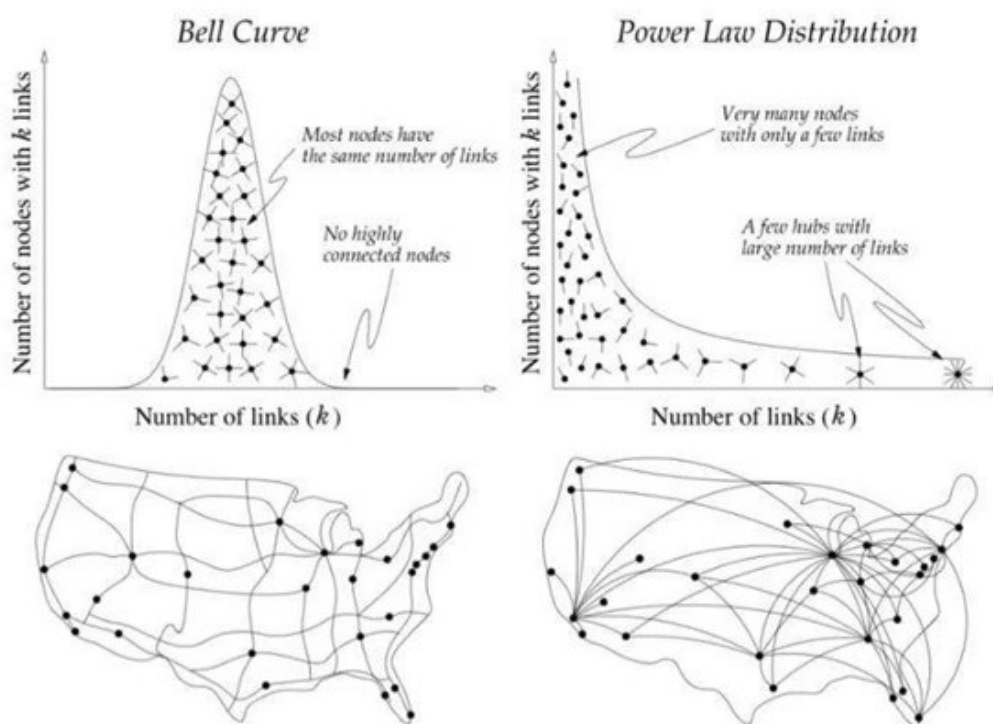 Bell Curve
Number of nodes with k links
Most nodes have
the same number of links
No highly
connected nodes
Number of links (k)
Power Law Distribution
Number of nodes with k links
Very many nodes
with only a few links
A few hubs with
large number of links
Number of links (k)